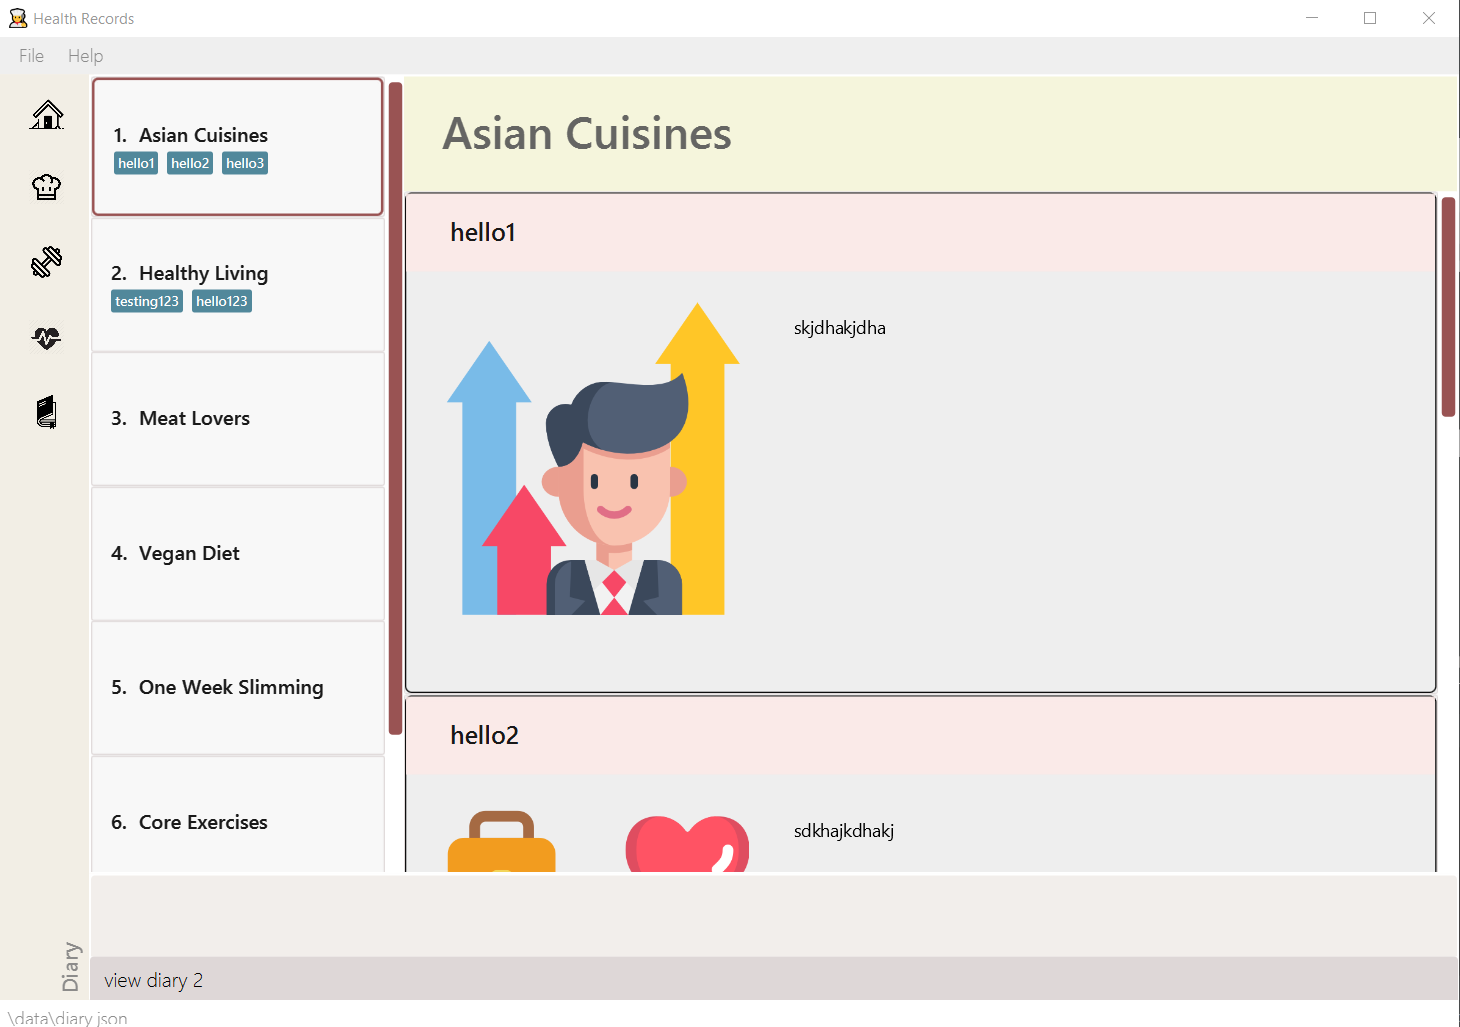 Health Records
File Help
1. Asian Cuisines
hello1 hello2 hello3
2. Healthy Living
testing123 hello123
3. Meat Lovers
4. Vegan Diet
5. One Week Slimming
6. Core Exercises
Asian Cuisines
hello1
skjdhakjdha
hello2
sdkhajkdhakj
Diary
view diary 2
\data\diary.json